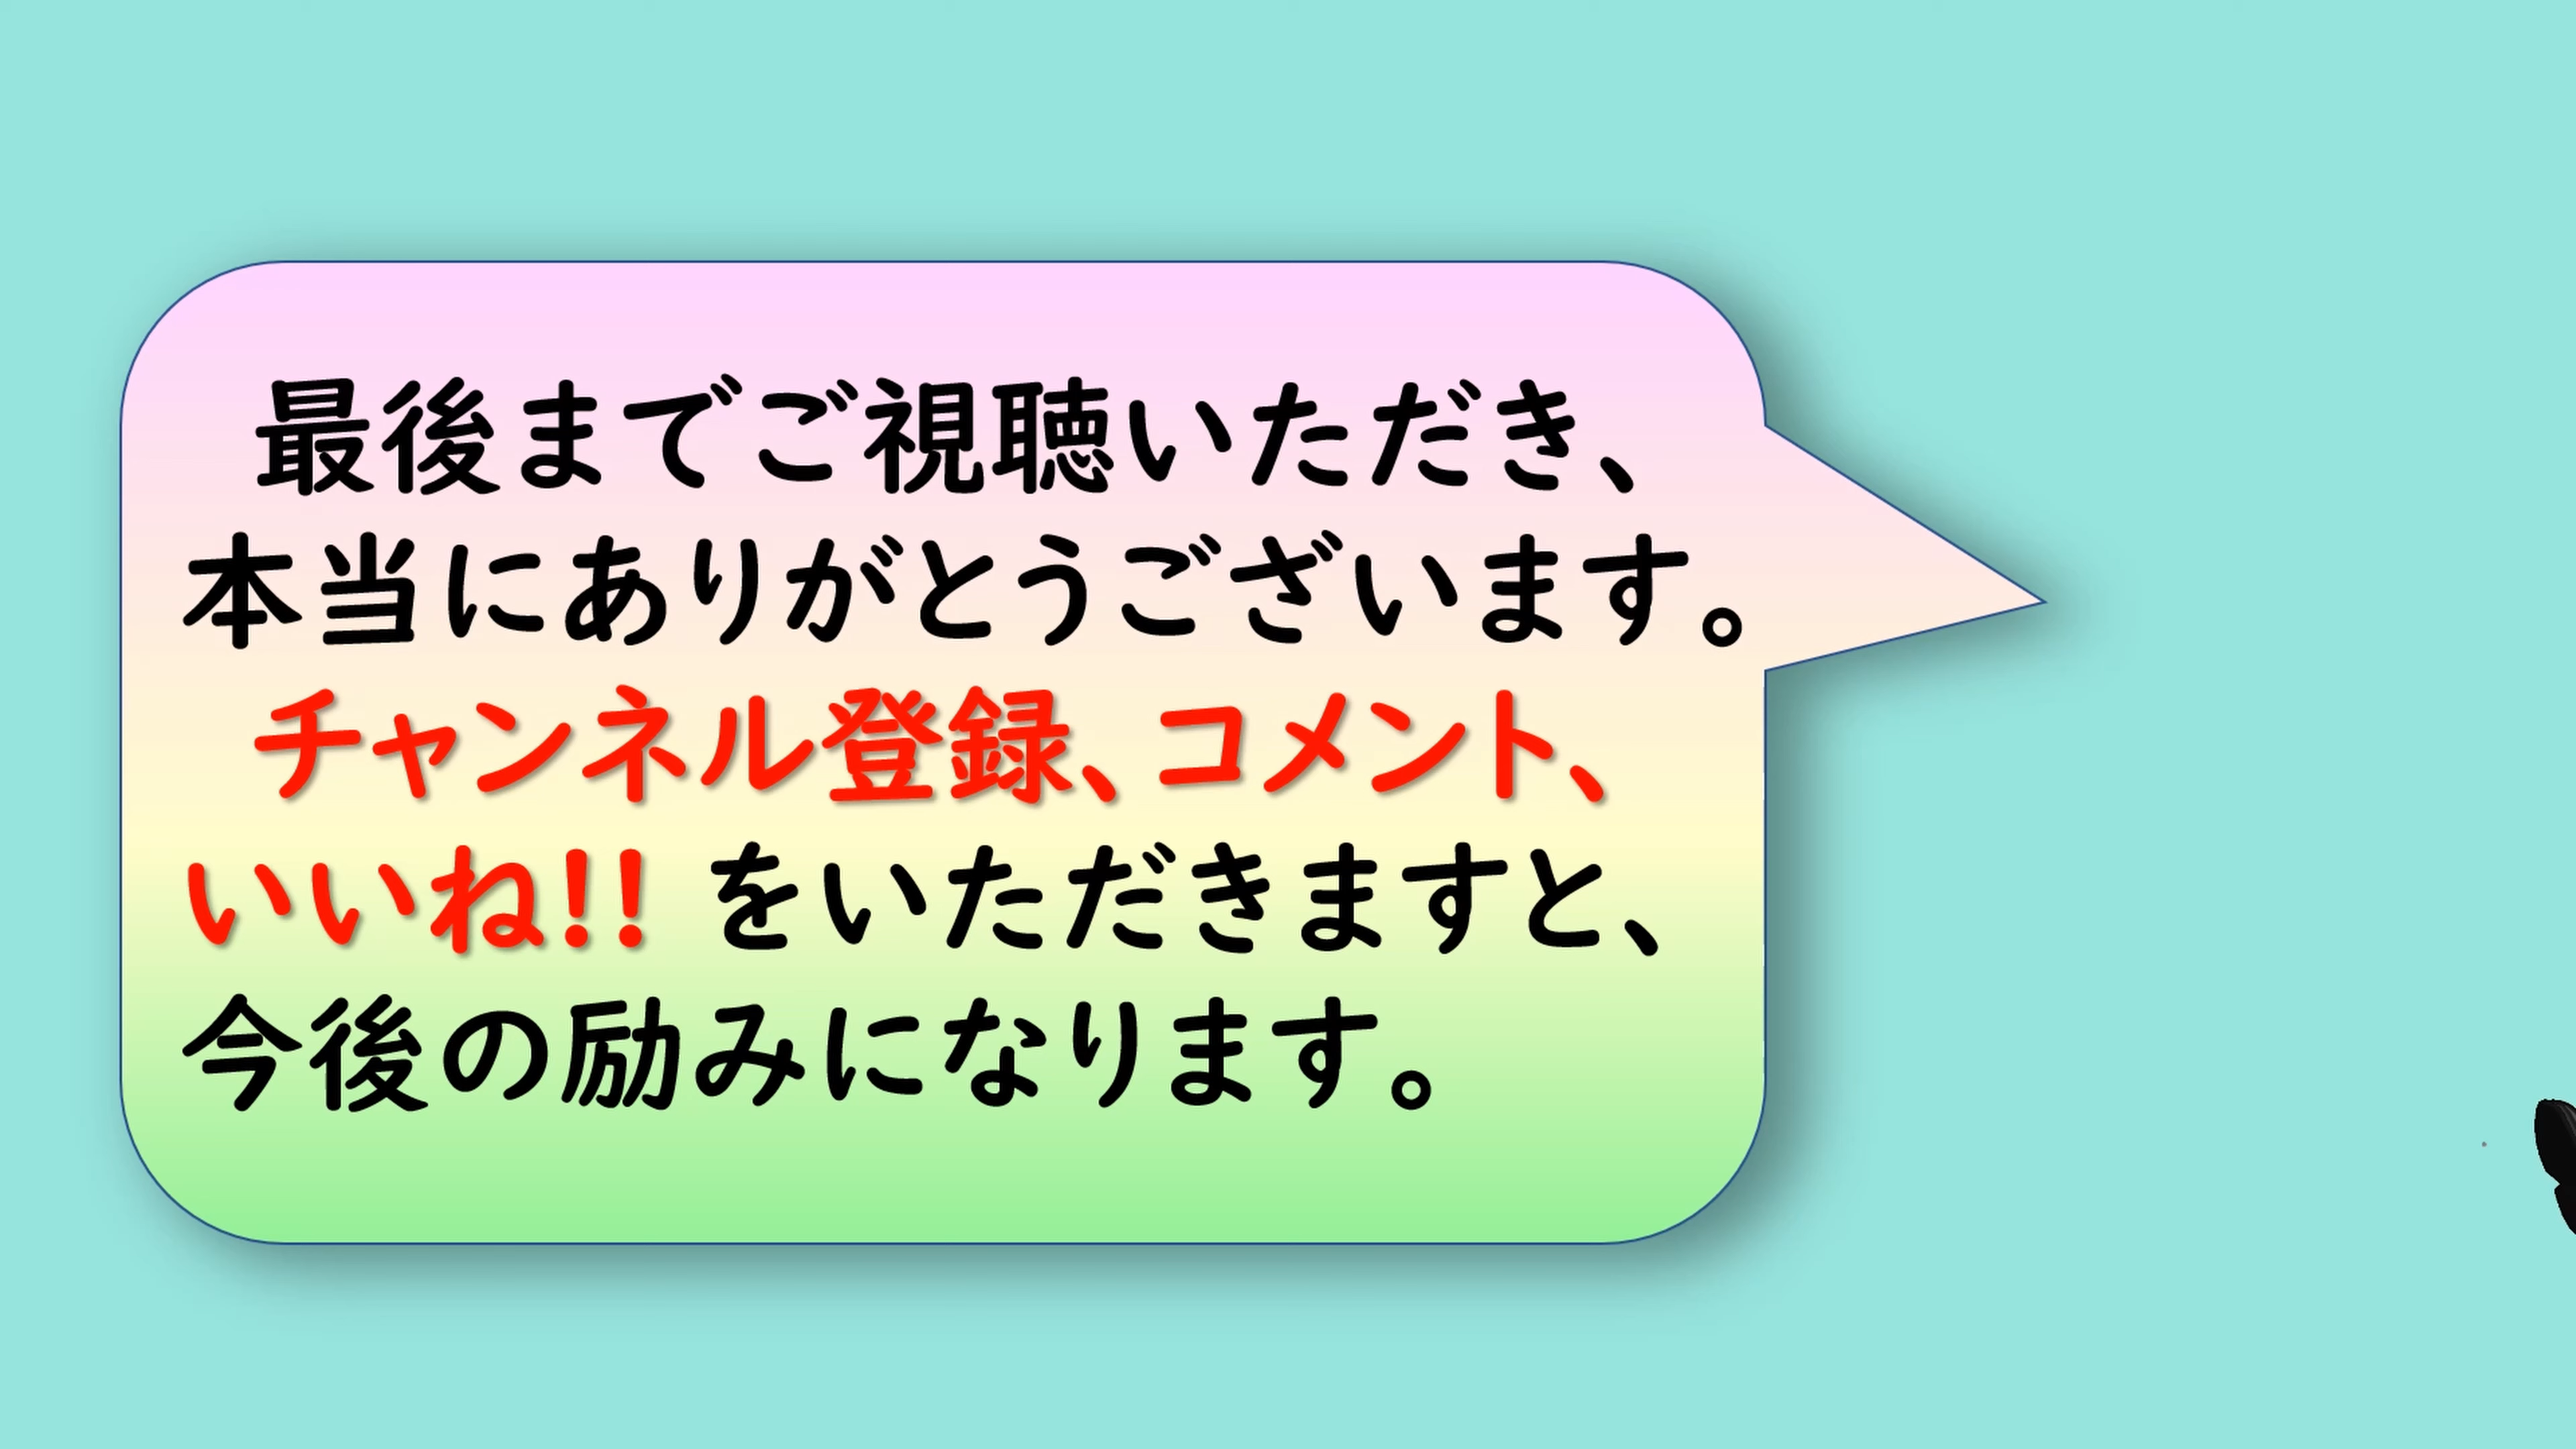 最後までご視聴いただき、
本当にありがとうございます。
チャンネル登録、コメント、
いいね!! をいただきますと、
今後の励みになります。